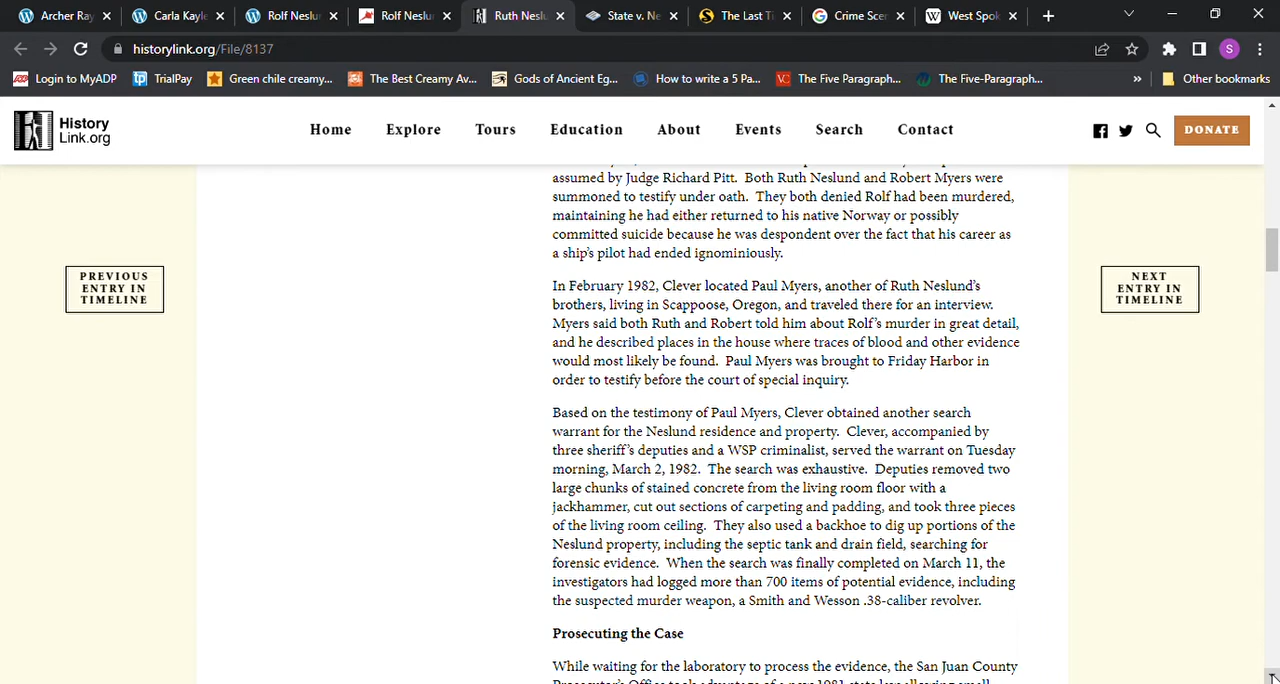 Archer Ray
Carla Kayle
Rolf Neslun
Rolf Neslu
Ruth Neslu
State v. Ne
The Last Ti
Crime Scer
West Spok
historylink.org/File/8137
S
Login to MyADP
TrialPay
Green chile creamy...
The Best Creamy Av...
Gods of Ancient Eg...
How to write a 5 Pa...
VC The Five Paragraph...
The Five-Paragraph...
»
Other bookmarks
History
Link.org
Home Explore Tours Education About Events Search Contact
DONATE
assumed by Judge Richard Pitt. Both Ruth Neslund and Robert Myers were
summoned to testify under oath. They both denied Rolf had been murdered,
maintaining he had either returned to his native Norway or possibly
committed suicide because he was despondent over the fact that his career as
a ship's pilot had ended ignominiously.
PREVIOUS
ENTRY IN
TIMELINE
NEXT
ENTRY IN
TIMELINE
In February 1982, Clever located Paul Myers, another of Ruth Neslund's
brothers, living in Scappoose, Oregon, and traveled there for an interview.
Myers said both Ruth and Robert told him about Rolf's murder in great detail,
and he described places in the house where traces of blood and other evidence
would most likely be found. Paul Myers was brought to Friday Harbor in
order to testify before the court of special inquiry.
Based on the testimony of Paul Myers, Clever obtained another search
warrant for the Neslund residence and property. Clever, accompanied by
three sheriff's deputies and a WSP criminalist, served the warrant on Tuesday
morning, March 2, 1982. The search was exhaustive. Deputies removed two
large chunks of stained concrete from the living room floor with a
jackhammer, cut out sections of carpeting and padding, and took three pieces
of the living room ceiling. They also used a backhoe to dig up portions of the
Neslund property, including the septic tank and drain field, searching for
forensic evidence. When the search was finally completed on March 11, the
investigators had logged more than 700 items of potential evidence, including
the suspected murder weapon, a Smith and Wesson .38-caliber revolver.
Prosecuting the Case
While waiting for the laboratory to process the evidence, the San Juan County